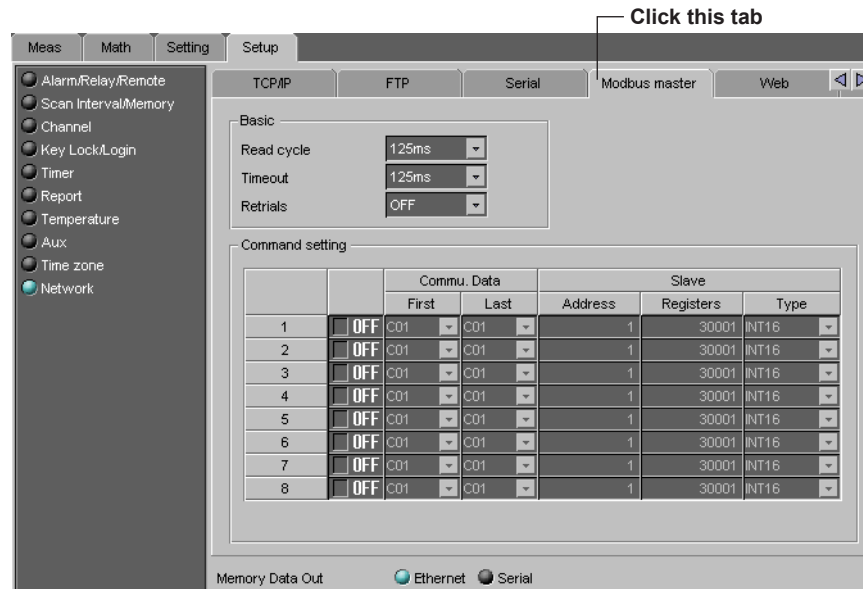 Click this tab
Meas Math Setting Setup
Alarm/Relay/Remote
Scan Interval/Memory
Channel
Key Lock/Login
Timer
Report
Temperature
Aux
Time zone
Network
TCP/IP FTP Serial Modbus master Web
Basic
Read cycle 125ms
Timeout 125ms
Retrials OFF
Command setting
Commu. Data Slave
First Last Address Registers Type
1 OFF C01 C01 1 30001 INT16
2 OFF C01 C01 1 30001 INT16
3 OFF C01 C01 1 30001 INT16
4 OFF C01 C01 1 30001 INT16
5 OFF C01 C01 1 30001 INT16
6 OFF C01 C01 1 30001 INT16
7 OFF C01 C01 1 30001 INT16
8 OFF C01 C01 1 30001 INT16
Memory Data Out Ethernet Serial